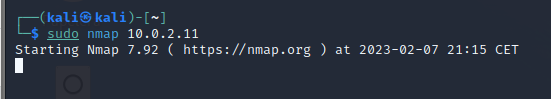 ┌──(kali㉿kali)-[~]
└─$ sudo nmap 10.0.2.11
Starting Nmap 7.92 ( https://nmap.org ) at 2023-02-07 21:15 CET